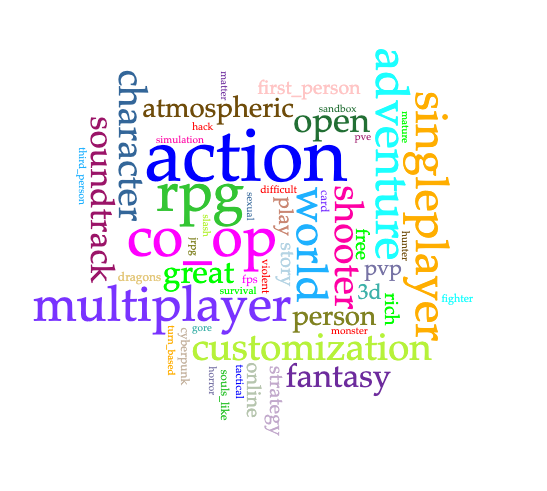 adventure
character
matter
first_person
singleplayer
atmospheric
sandbox
open
mature
soundtrack
hack
pve
simulation
action
third_person
rpg
sexual
difficult
card
shooter
world
play
slash
free
hunter
co_op
jrpg
story
violent
great
dragons
fps
survival
pvp
3d
rich
fighter
multiplayer
person
monster
turn_based
gore
cyberpunk
customization
horror
souls_like
tactical
online
strategy
fantasy